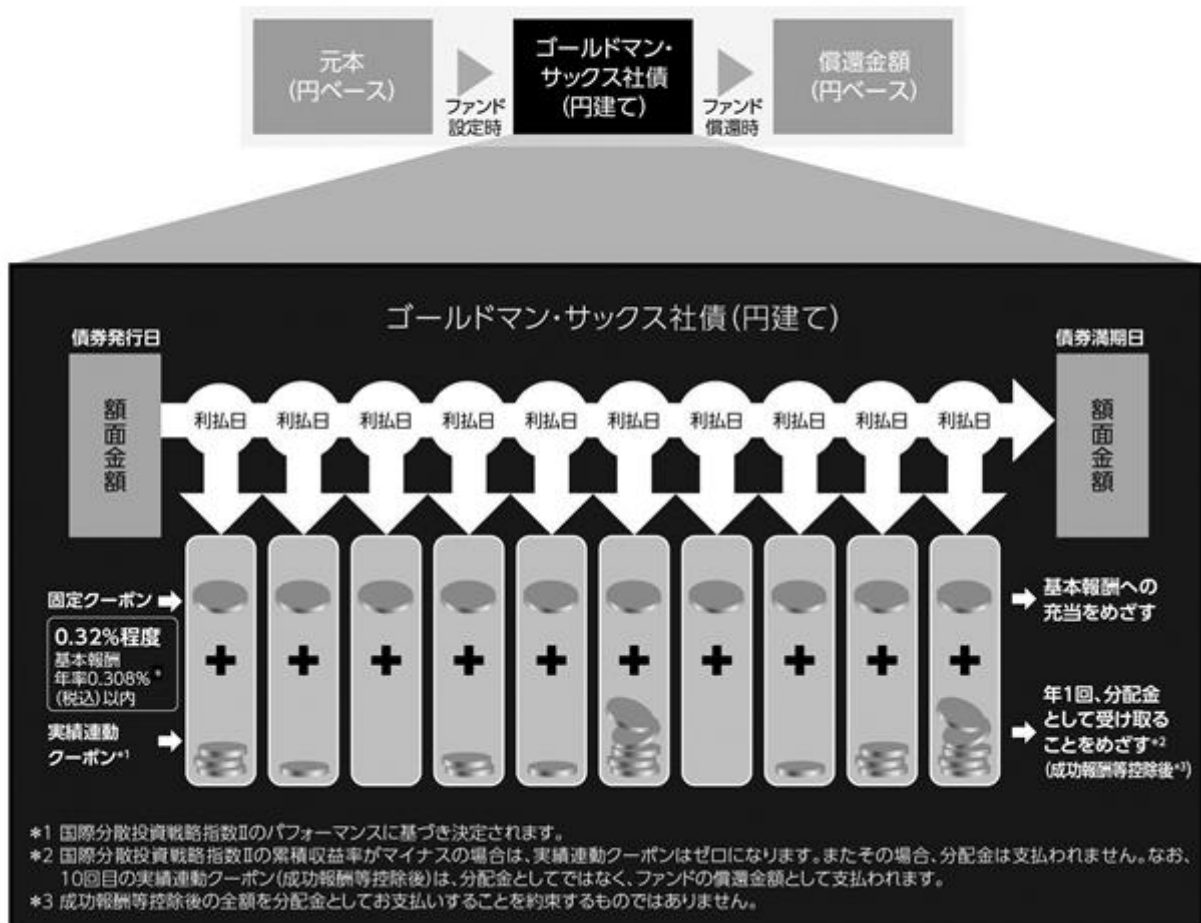 元本
(円ベース)
ファンド
設定時
ゴールドマン・
サックス社債
(円建て)
ファンド
償還時
償還金額
(円ベース)
ゴールドマン・サックス社債(円建て)
債券発行日
額面金額
利払日 利払日 利払日 利払日 利払日 利払日 利払日 利払日 利払日 利払日
債券満期日
額面金額
固定クーポン
0.32%程度
基本報酬
年率0.308%*
(税込)以内
実績連動
クーポン*1
+ + + + + + + + + +
基本報酬への
充当をめざす
年1回、分配金
として受け取る
ことをめざす*2
(成功報酬等控除後*3)
*1 国際分散投資戦略指数Ⅱのパフォーマンスに基づき決定されます。
*2 国際分散投資戦略指数Ⅱの累積収益率がマイナスの場合は、実績連動クーポンはゼロになります。またその場合、分配金は支払われません。なお、
10回目の実績連動クーポン(成功報酬等控除後)は、分配金としてではなく、ファンドの償還金額として支払われます。
*3 成功報酬等控除後の全額を分配金としてお支払いすることを約束するものではありません。